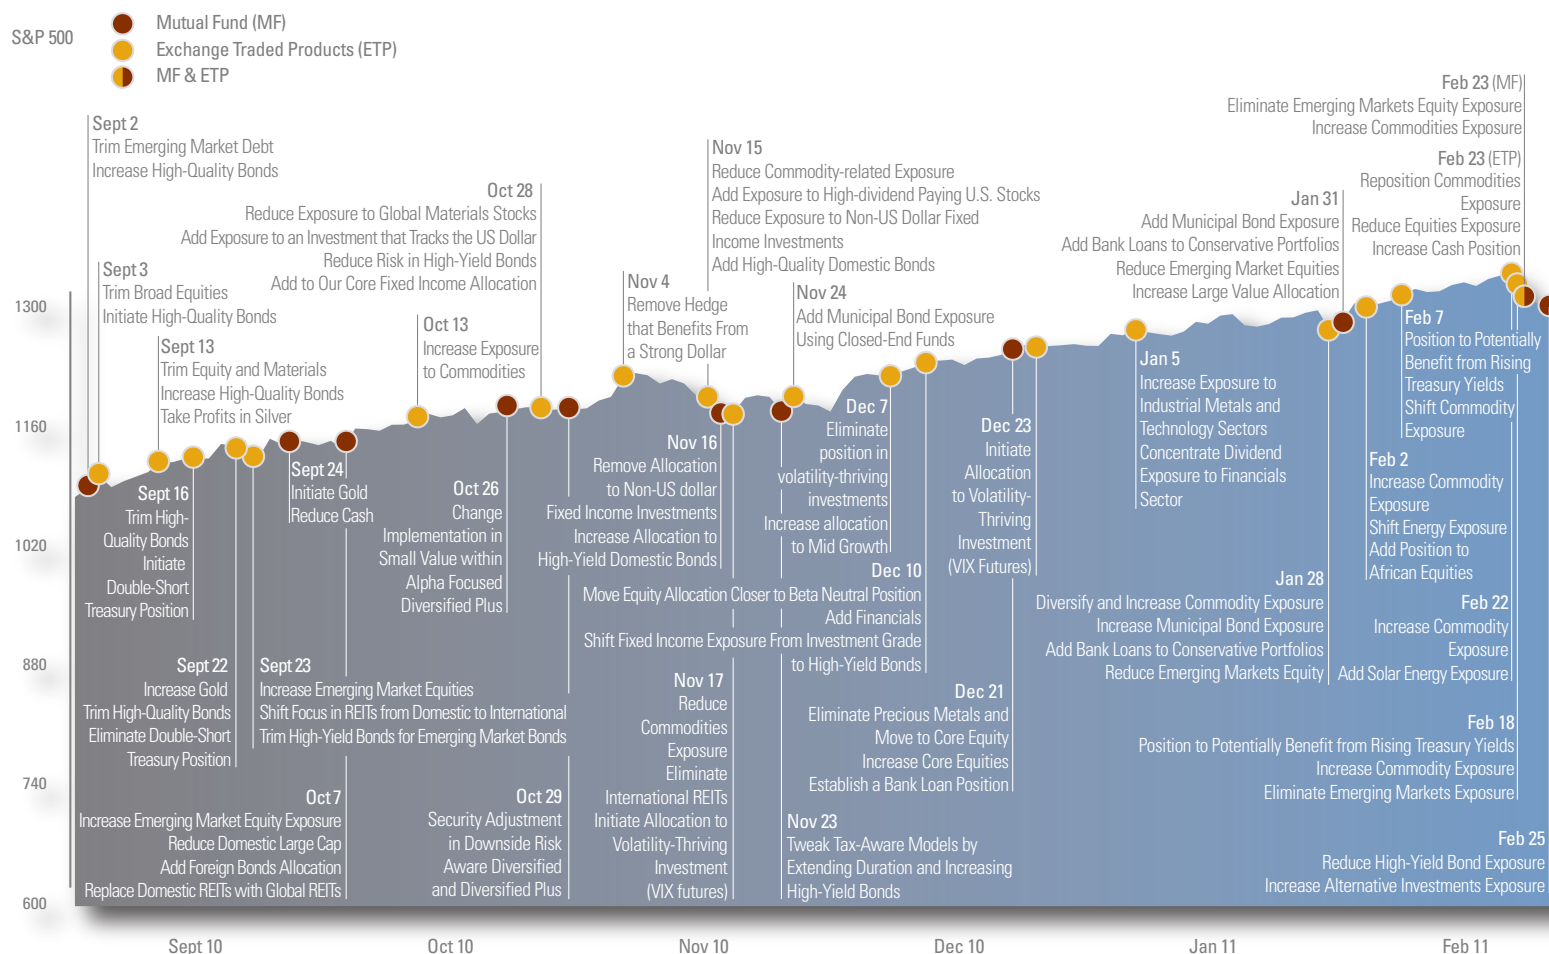 S&P 500
Mutual Fund (MF)
Exchange Traded Products (ETP)
MF & ETP
Sept 2
Trim Emerging Market Debt
Increase High-Quality Bonds
Sept 3
Trim Broad Equities
Initiate High-Quality Bonds
Sept 13
Trim Equity and Materials
Increase High-Quality Bonds
Take Profits in Silver
Oct 28
Reduce Exposure to Global Materials Stocks
Add Exposure to an Investment that Tracks the US Dollar
Reduce Risk in High-Yield Bonds
Add to Our Core Fixed Income Allocation
Oct 13
Increase Exposure
to Commodities
Nov 4
Remove Hedge
that Benefits From
a Strong Dollar
Nov 15
Reduce Commodity-related Exposure
Add Exposure to High-dividend Paying U.S. Stocks
Reduce Exposure to Non-US Dollar Fixed
Income Investments
Add High-Quality Domestic Bonds
Nov 24
Add Municipal Bond Exposure
Using Closed-End Funds
Jan 31
Add Municipal Bond Exposure
Add Bank Loans to Conservative Portfolios
Reduce Emerging Market Equities
Increase Large Value Allocation
Feb 23 (MF)
Eliminate Emerging Markets Equity Exposure
Increase Commodities Exposure
Feb 23 (ETP)
Reposition Commodities
Exposure
Reduce Equities Exposure
Increase Cash Position
1300
1160
1020
880
740
600
Sept 16
Trim High-
Quality Bonds
Initiate
Double-Short
Treasury Position
Sept 22
Increase Gold
Trim High-Quality Bonds
Eliminate Double-Short
Treasury Position
Sept 23
Increase Emerging Market Equities
Shift Focus in REITs from Domestic to International
Trim High-Yield Bonds for Emerging Market Bonds
Sept 24
Initiate Gold
Reduce Cash
Oct 7
Increase Emerging Market Equity Exposure
Reduce Domestic Large Cap
Add Foreign Bonds Allocation
Replace Domestic REITs with Global REITs
Oct 26
Change
Implementation in
Small Value within
Alpha Focused
Diversified Plus
Oct 29
Security Adjustment
in Downside Risk
Aware Diversified
and Diversified Plus
Nov 16
Remove Allocation
to Non-US dollar
Fixed Income Investments
Increase Allocation to
High-Yield Domestic Bonds
Nov 17
Reduce
Commodities
Exposure
Eliminate
International REITs
Initiate Allocation to
Volatility-Thriving
Investment
(VIX futures)
Nov 23
Tweak Tax-Aware Models by
Extending Duration and Increasing
High-Yield Bonds
Dec 7
Eliminate
position in
volatility-thriving
investments
Increase allocation
to Mid Growth
Dec 10
Move Equity Allocation Closer to Beta Neutral Position
Add Financials
Shift Fixed Income Exposure From Investment Grade
to High-Yield Bonds
Dec 21
Eliminate Precious Metals and
Move to Core Equity
Increase Core Equities
Establish a Bank Loan Position
Dec 23
Initiate
Allocation
to Volatility-
Thriving
Investment
(VIX Futures)
Jan 5
Increase Exposure to
Industrial Metals and
Technology Sectors
Concentrate Dividend
Exposure to Financials
Sector
Jan 28
Diversify and Increase Commodity Exposure
Increase Municipal Bond Exposure
Add Bank Loans to Conservative Portfolios
Reduce Emerging Markets Equity
Feb 7
Position to Potentially
Benefit from Rising
Treasury Yields
Shift Commodity
Exposure
Feb 2
Increase Commodity
Exposure
Shift Energy Exposure
Add Position to
African Equities
Feb 22
Increase Commodity
Exposure
Add Solar Energy Exposure
Feb 18
Position to Potentially Benefit from Rising Treasury Yields
Increase Commodity Exposure
Eliminate Emerging Markets Exposure
Feb 25
Reduce High-Yield Bond Exposure
Increase Alternative Investments Exposure
Sept 10
Oct 10
Nov 10
Dec 10
Jan 11
Feb 11